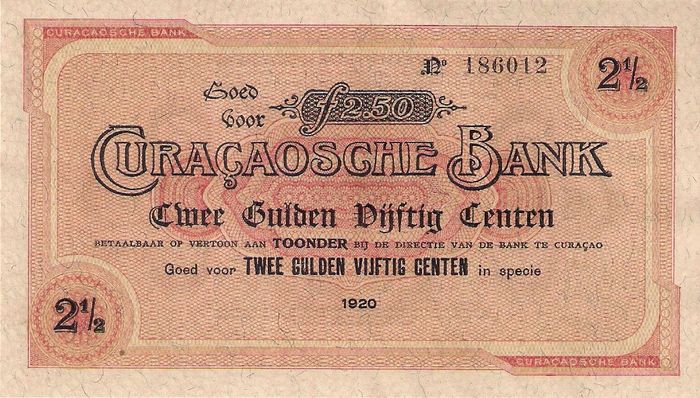 CURAÇAOSCHE BANK
Nº 186012
2½
Goed
voor
ƒ2.50
CURAÇAOSCHE BANK
Twee Gulden Vijftig Centen
BETAALBAAR OP VERTOON AAN TOONDER BIJ DE DIRECTIE VAN DE BANK TE CURAÇAO
Goed voor TWEE GULDEN VIJFTIG CENTEN in specie
1920
2½
CURAÇAOSCHE BANK